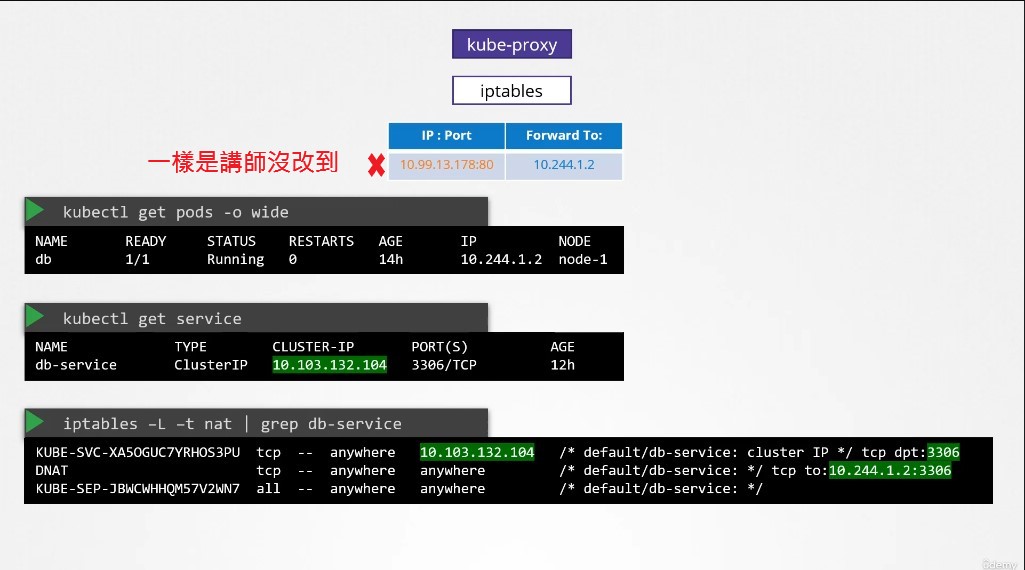 kube-proxy
iptables
IP : Port Forward To:
一樣是講師沒改到 ✘ 10.99.13.178:80 10.244.1.2
kubectl get pods -o wide
NAME READY STATUS RESTARTS AGE IP NODE
db 1/1 Running 0 14h 10.244.1.2 node-1
kubectl get service
NAME TYPE CLUSTER-IP PORT(S) AGE
db-service ClusterIP 10.103.132.104 3306/TCP 12h
iptables –L –t nat | grep db-service
KUBE-SVC-XA5OGUC7YRHOS3PU tcp -- anywhere 10.103.132.104 /* default/db-service: cluster IP */ tcp dpt:3306
DNAT tcp -- anywhere anywhere /* default/db-service: */ tcp to:10.244.1.2:3306
KUBE-SEP-JBWCWHHQM57V2WN7 all -- anywhere anywhere /* default/db-service: */